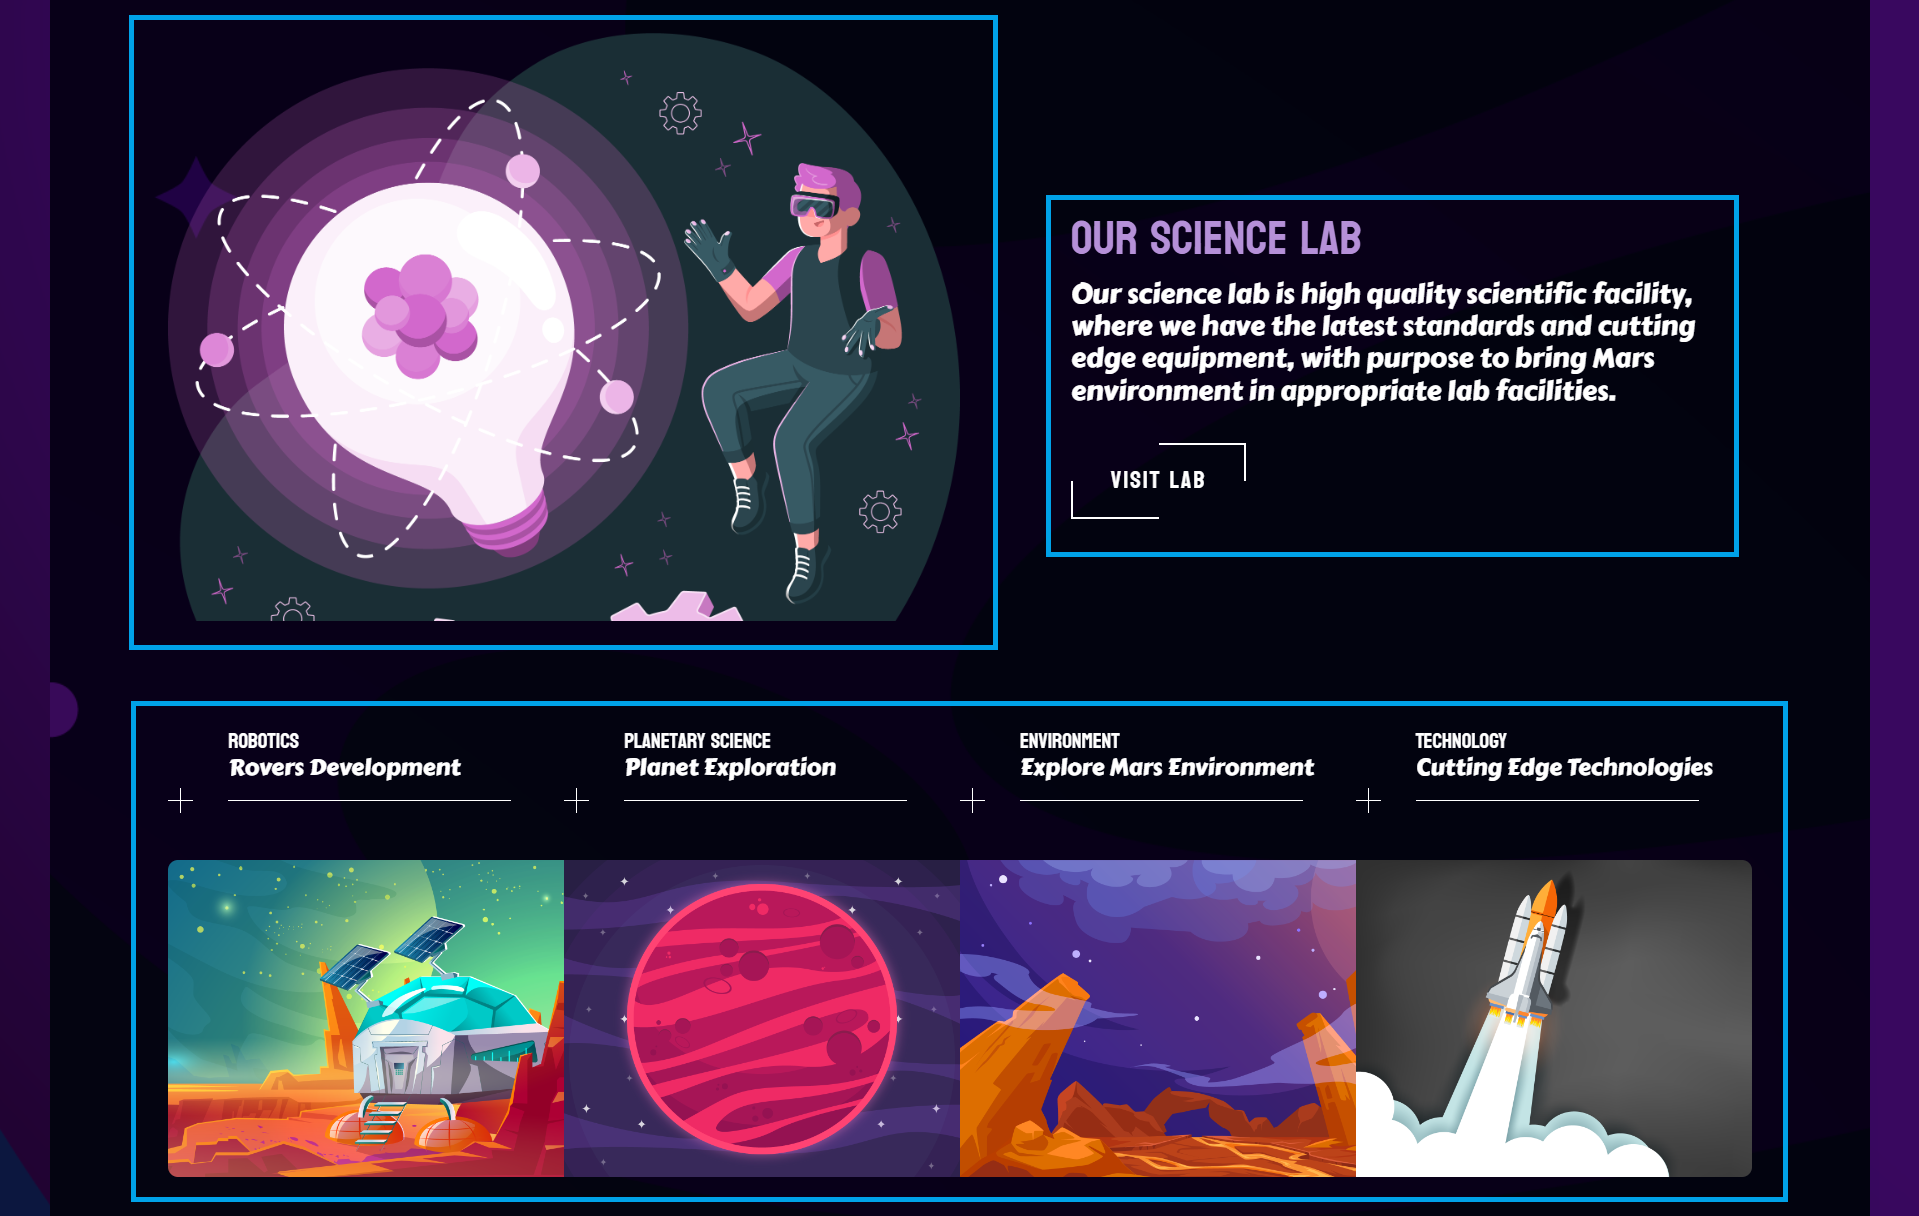 OUR SCIENCE LAB
Our science lab is high quality scientific facility,
where we have the latest standards and cutting
edge equipment, with purpose to bring Mars
environment in appropriate lab facilities.
VISIT LAB
ROBOTICS
Rovers Development
PLANETARY SCIENCE
Planet Exploration
ENVIRONMENT
Explore Mars Environment
TECHNOLOGY
Cutting Edge Technologies